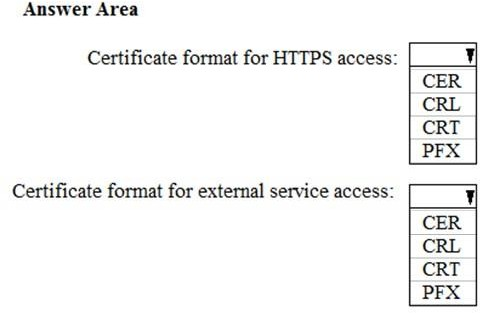 Answer Area
Certificate format for HTTPS access:
CER
CRL
CRT
PFX
Certificate format for external service access:
CER
CRL
CRT
PFX